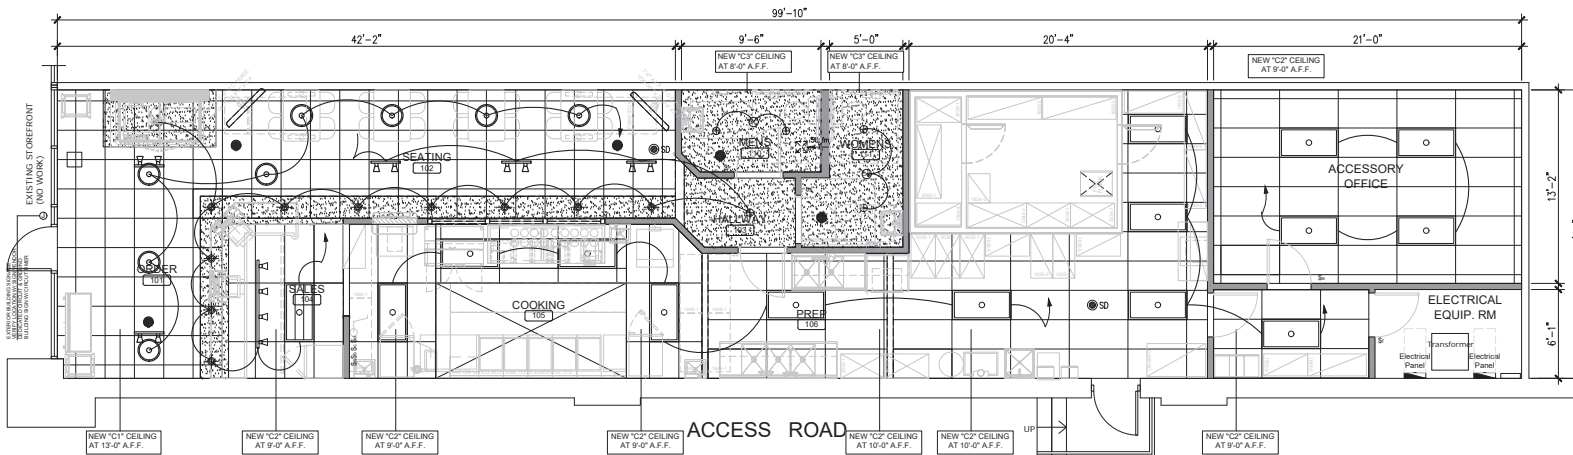 99'-10"
42'-2"
9'-6"
5'-0"
20'-4"
21'-0"
NEW "C3" CEILING
AT 8'-0" A.F.F.
NEW "C3" CEILING
AT 8'-0" A.F.F.
NEW "C2" CEILING
AT 9'-0" A.F.F.
EXISTING STOREFRONT
(NO WORK)
J
SEATING
102
SD
MENS
WOMENS
HALLWAY
103
ACCESSORY
OFFICE
13'-2"
ORDER
101
SALES
104
COOKING
105
PREP
106
SD
ELECTRICAL
EQUIP. RM
Transformer
Electrical
Panel
Electrical
Panel
6'-1"
NEW "C1" CEILING
AT 13'-0" A.F.F.
NEW "C2" CEILING
AT 9'-0" A.F.F.
NEW "C2" CEILING
AT 9'-0" A.F.F.
NEW "C2" CEILING
AT 9'-0" A.F.F.
ACCESS ROAD
NEW "C2" CEILING
AT 10'-0" A.F.F.
NEW "C2" CEILING
AT 10'-0" A.F.F.
UP
NEW "C2" CEILING
AT 9'-0" A.F.F.